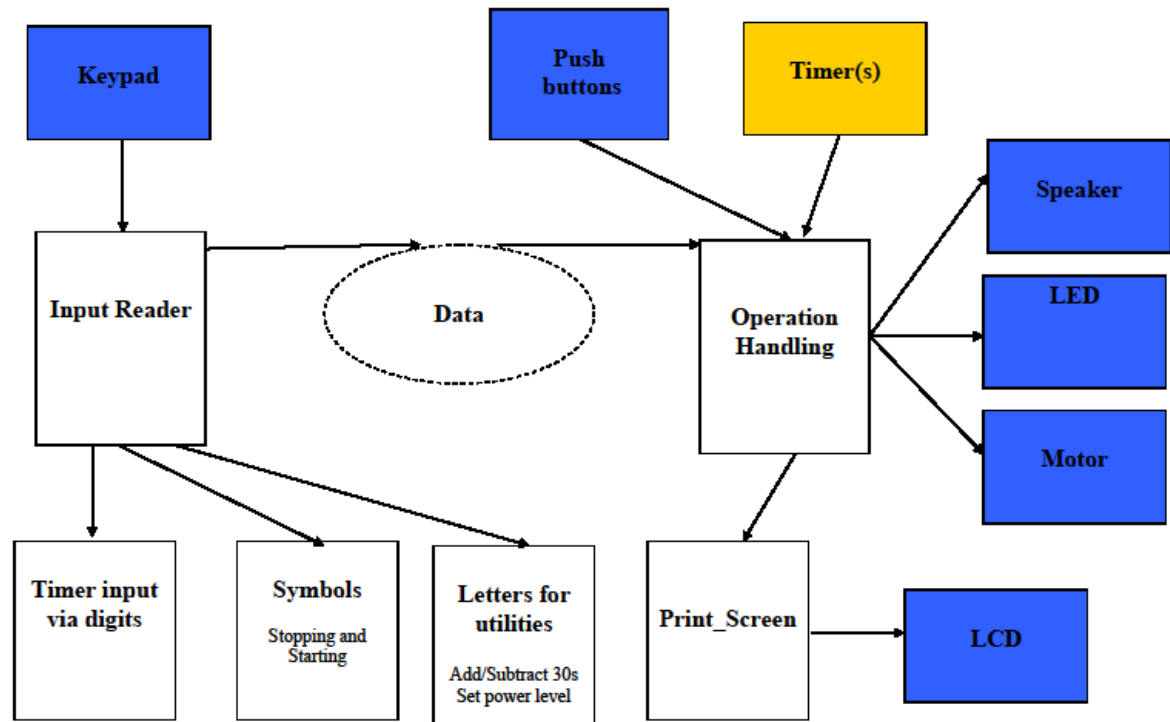 Keypad
Push
buttons
Timer(s)
Speaker
Input Reader
Data
Operation
Handling
LED
Motor
Timer input
via digits
Symbols
Stopping and
Starting
Letters for
utilities
Add/Subtract 30s
Set power level
Print_Screen
LCD